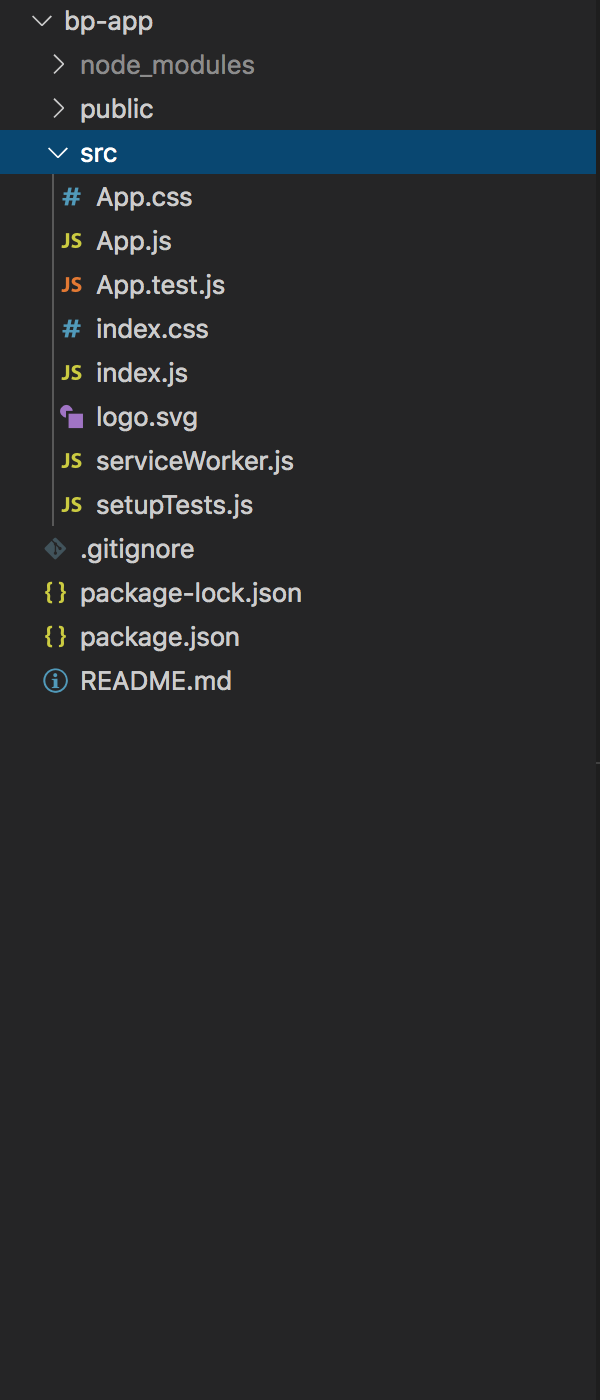 bp-app
node_modules
public
src
# App.css
JS App.js
JS App.test.js
# index.css
JS index.js
logo.svg
JS serviceWorker.js
JS setupTests.js
.gitignore
{} package-lock.json
{} package.json
README.md